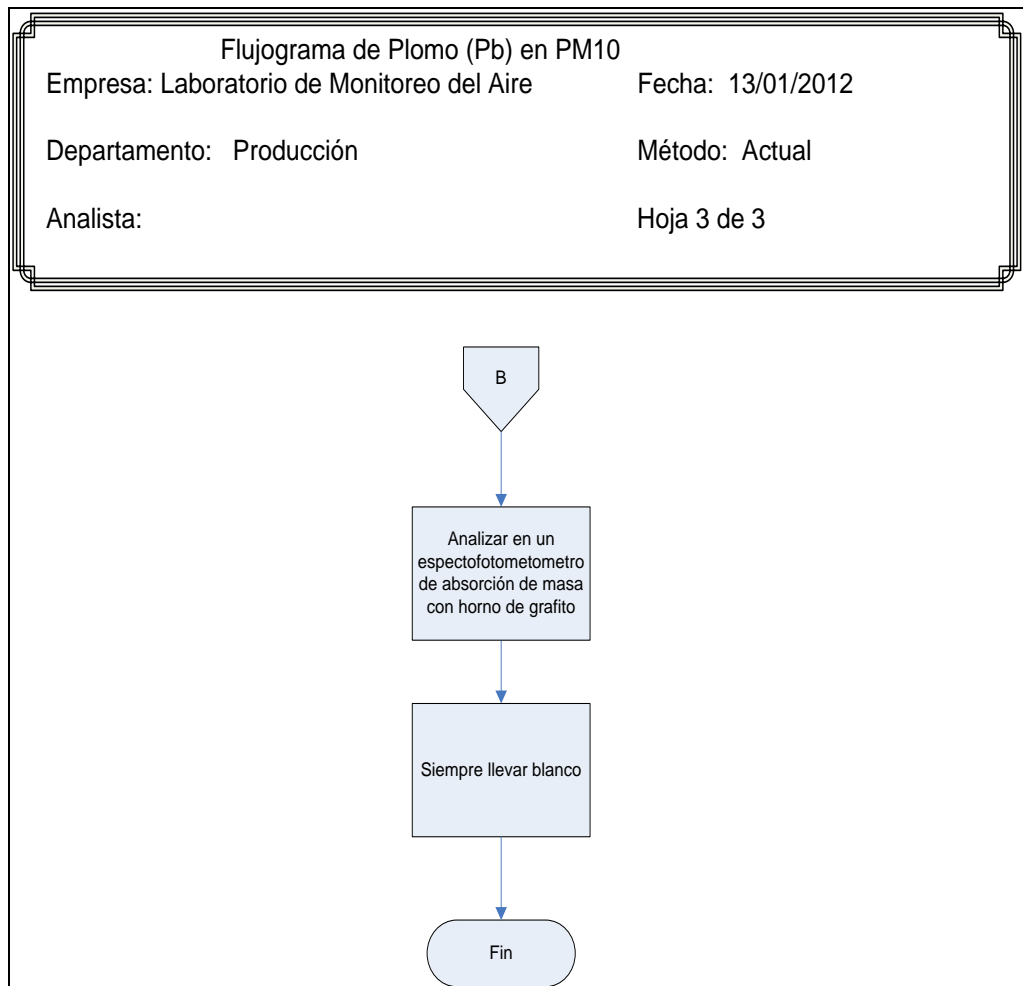 Flujograma de Plomo (Pb) en PM10
Empresa: Laboratorio de Monitoreo del Aire Fecha: 13/01/2012
Departamento: Producción Método: Actual
Analista: Hoja 3 de 3
B
Analizar en un
espectofotometometro
de absorción de masa
con horno de grafito
Siempre llevar blanco
Fin